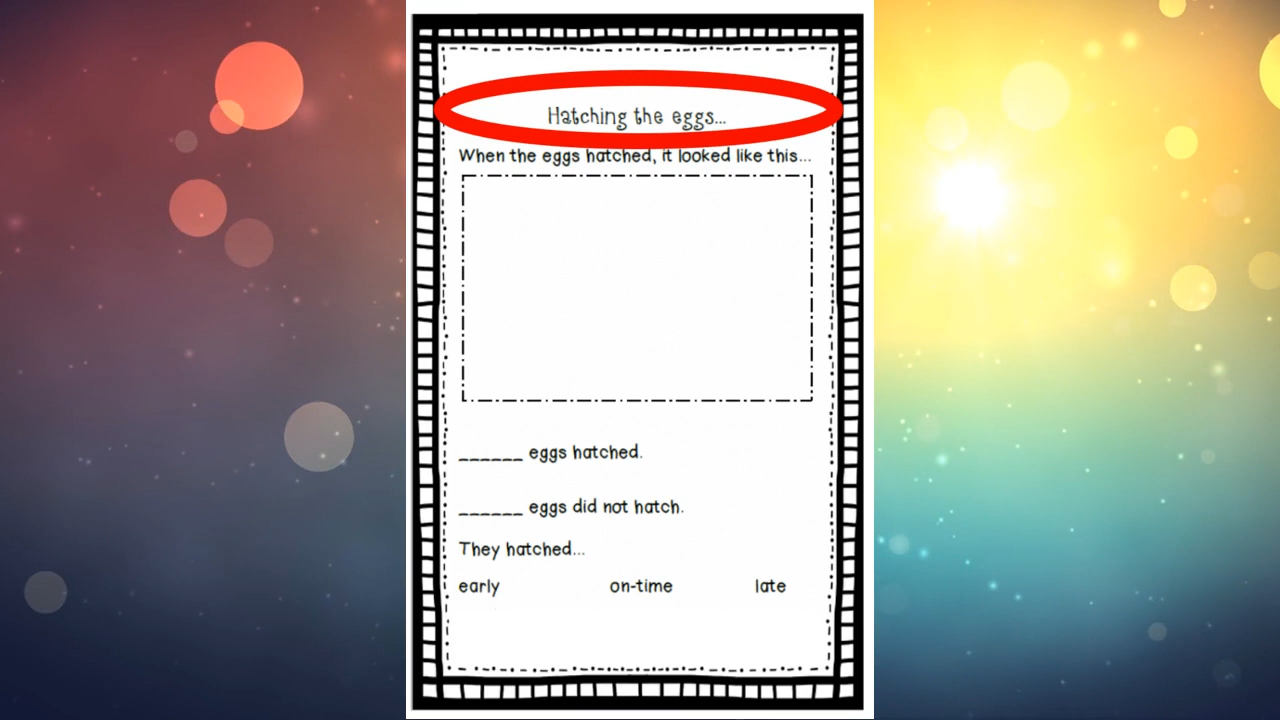 Hatching the eggs...
When the eggs hatched, it looked like this...
______ eggs hatched.
______ eggs did not hatch.
They hatched...
early on-time late